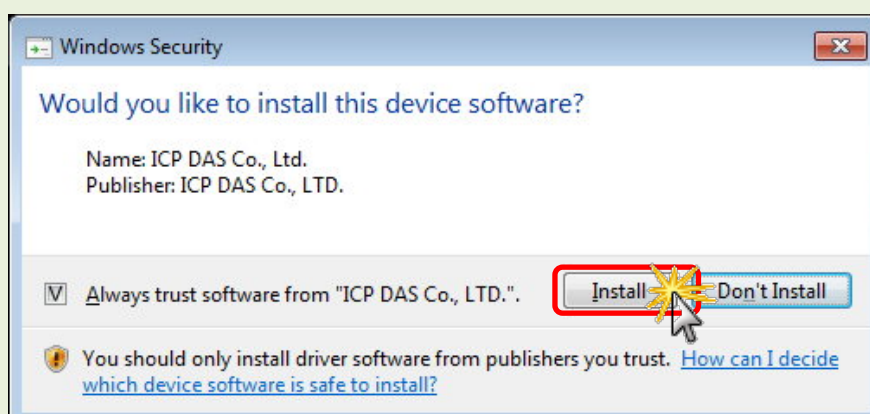 Windows Security
Would you like to install this device software?
Name: ICP DAS Co., Ltd.
Publisher: ICP DAS Co., LTD.
Always trust software from "ICP DAS Co., LTD.".
Install
Don't Install
You should only install driver software from publishers you trust. How can I decide
which device software is safe to install?